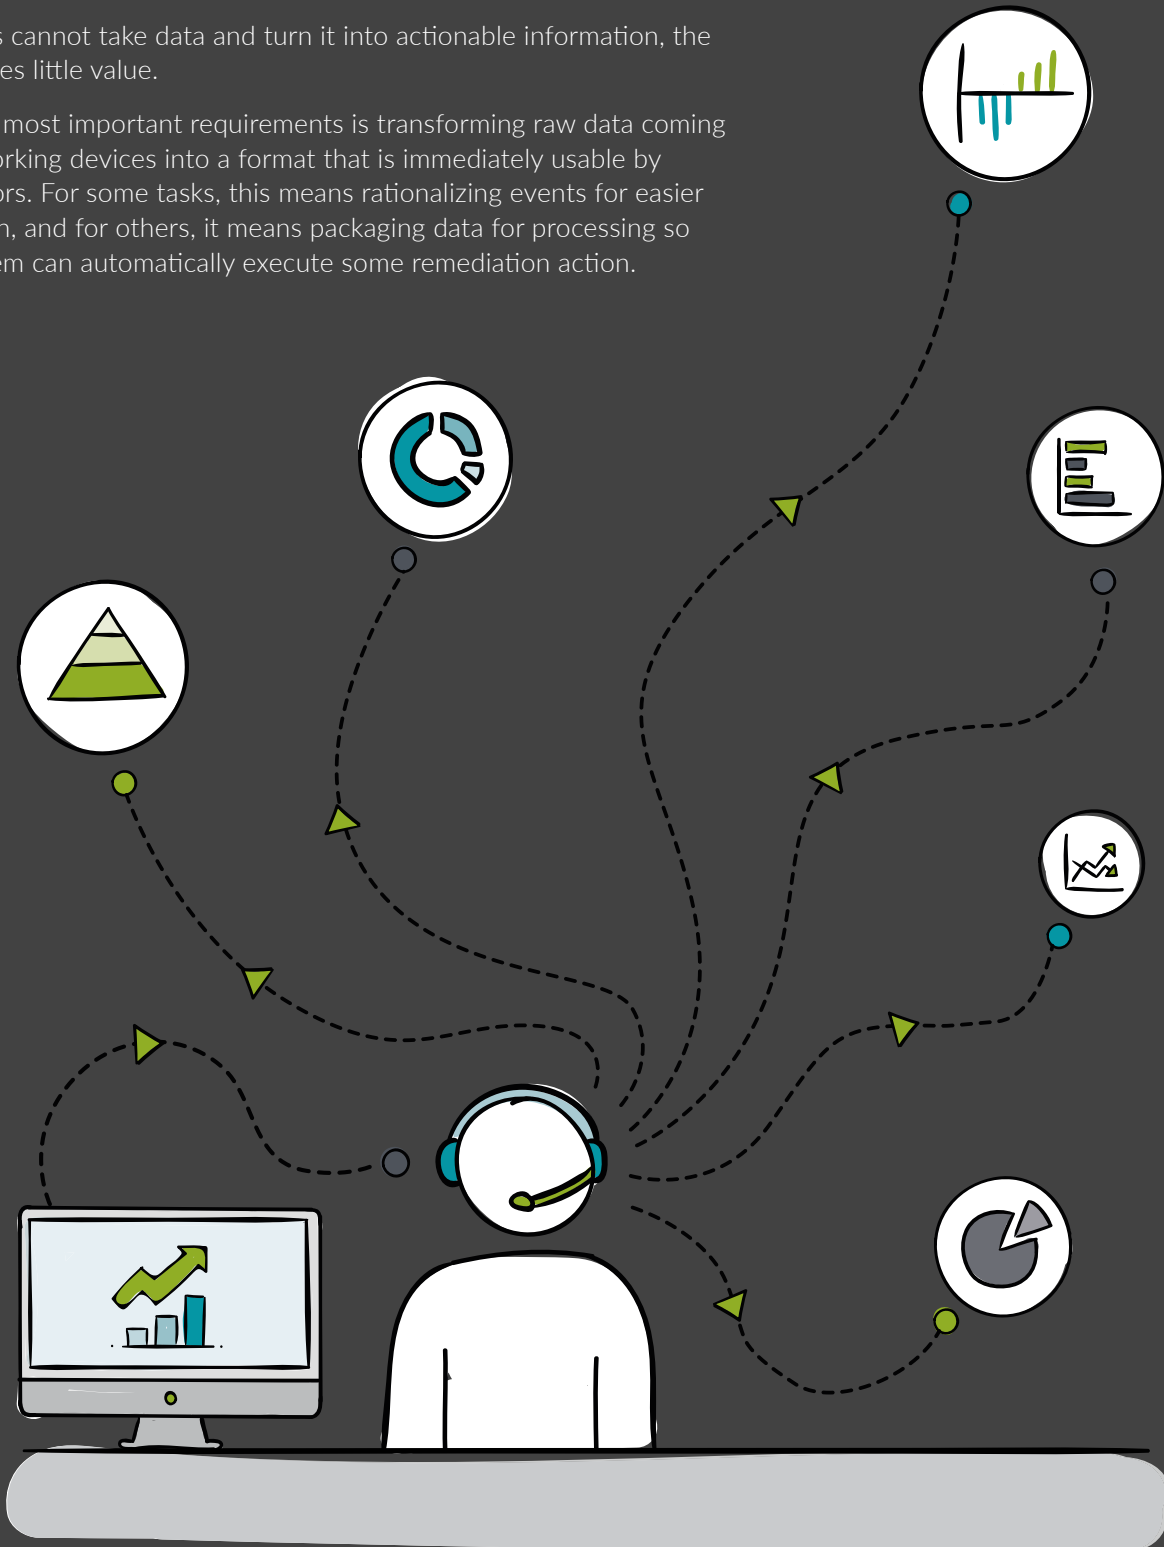 s cannot take data and turn it into actionable information, the
es little value.
most important requirements is transforming raw data coming
orking devices into a format that is immediately usable by
ors. For some tasks, this means rationalizing events for easier
n, and for others, it means packaging data for processing so
em can automatically execute some remediation action.